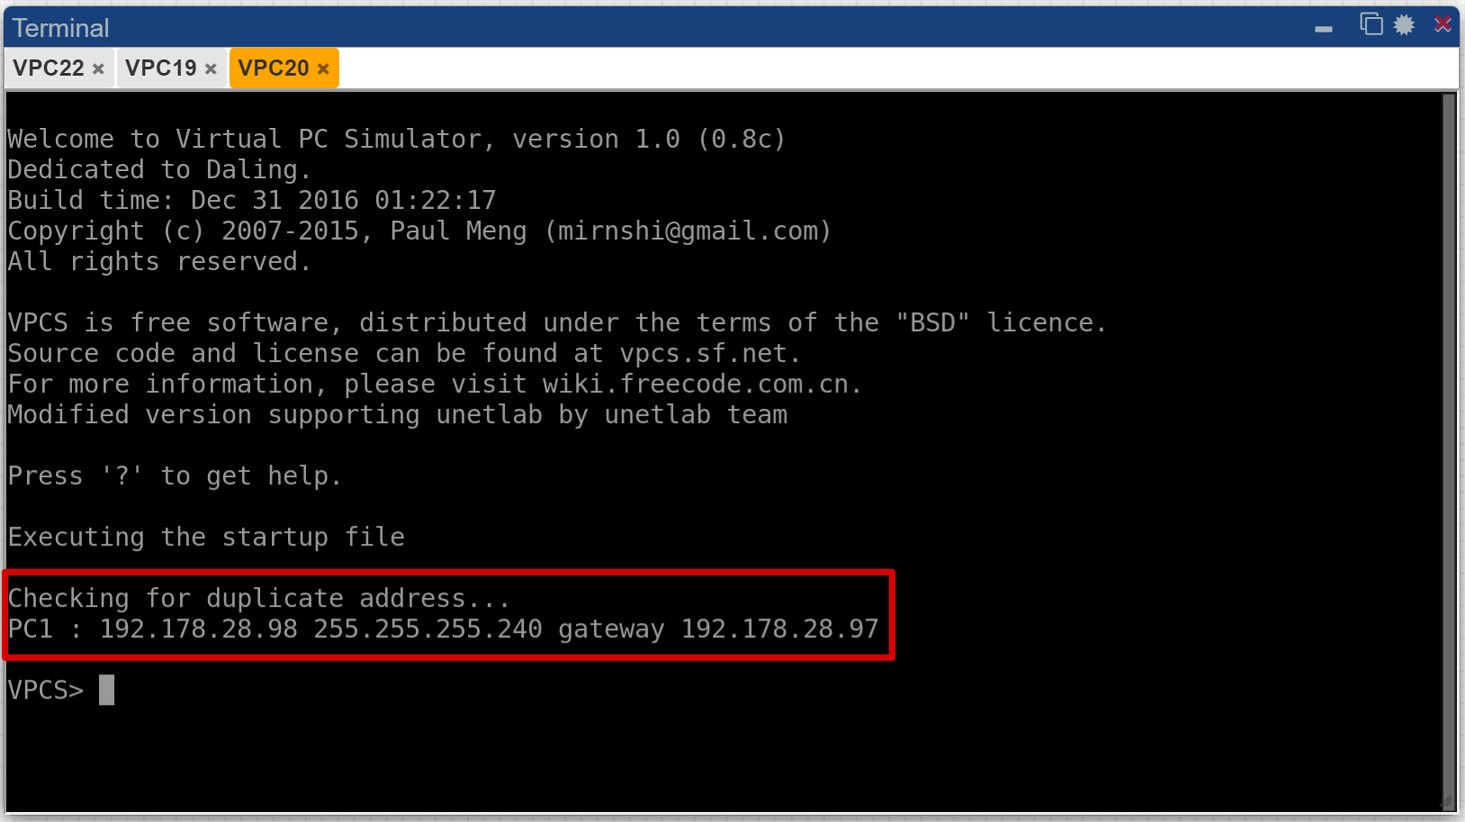 Terminal
VPC22 × VPC19 × VPC20 ×
Welcome to Virtual PC Simulator, version 1.0 (0.8c)
Dedicated to Daling.
Build time: Dec 31 2016 01:22:17
Copyright (c) 2007-2015, Paul Meng (mirnshi@gmail.com)
All rights reserved.
VPCS is free software, distributed under the terms of the "BSD" licence.
Source code and license can be found at vpcs.sf.net.
For more information, please visit wiki.freecode.com.cn.
Modified version supporting unetlab by unetlab team
Press '?' to get help.
Executing the startup file
Checking for duplicate address...
PC1 : 192.178.28.98 255.255.255.240 gateway 192.178.28.97
VPCS>